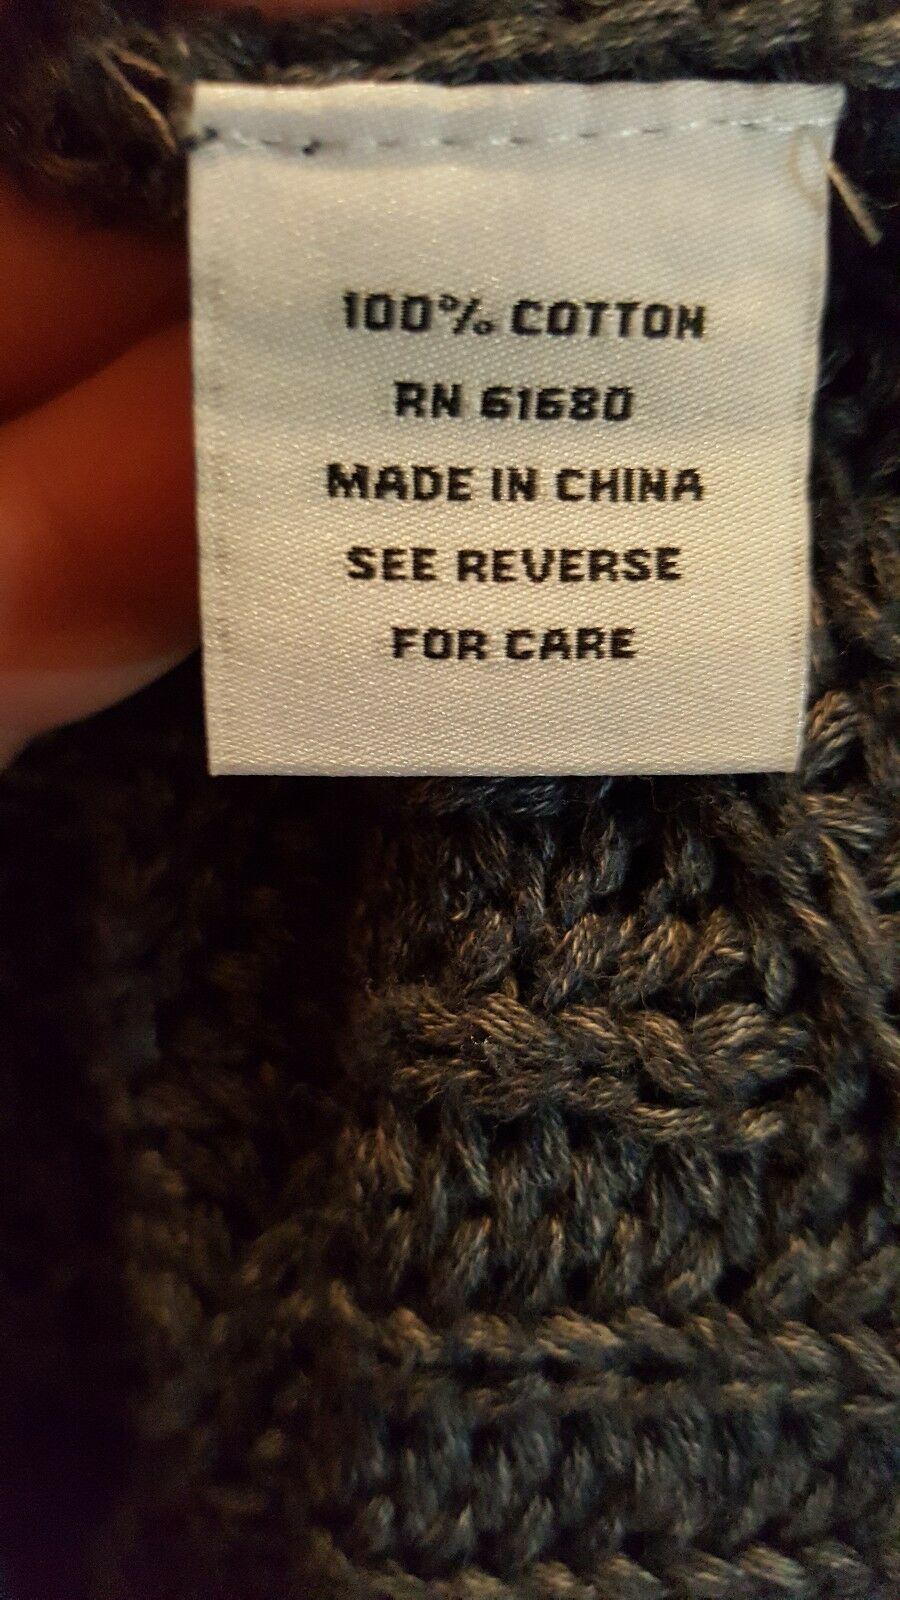 100% COTTON
RN 61680
MADE IN CHINA
SEE REVERSE
FOR CARE